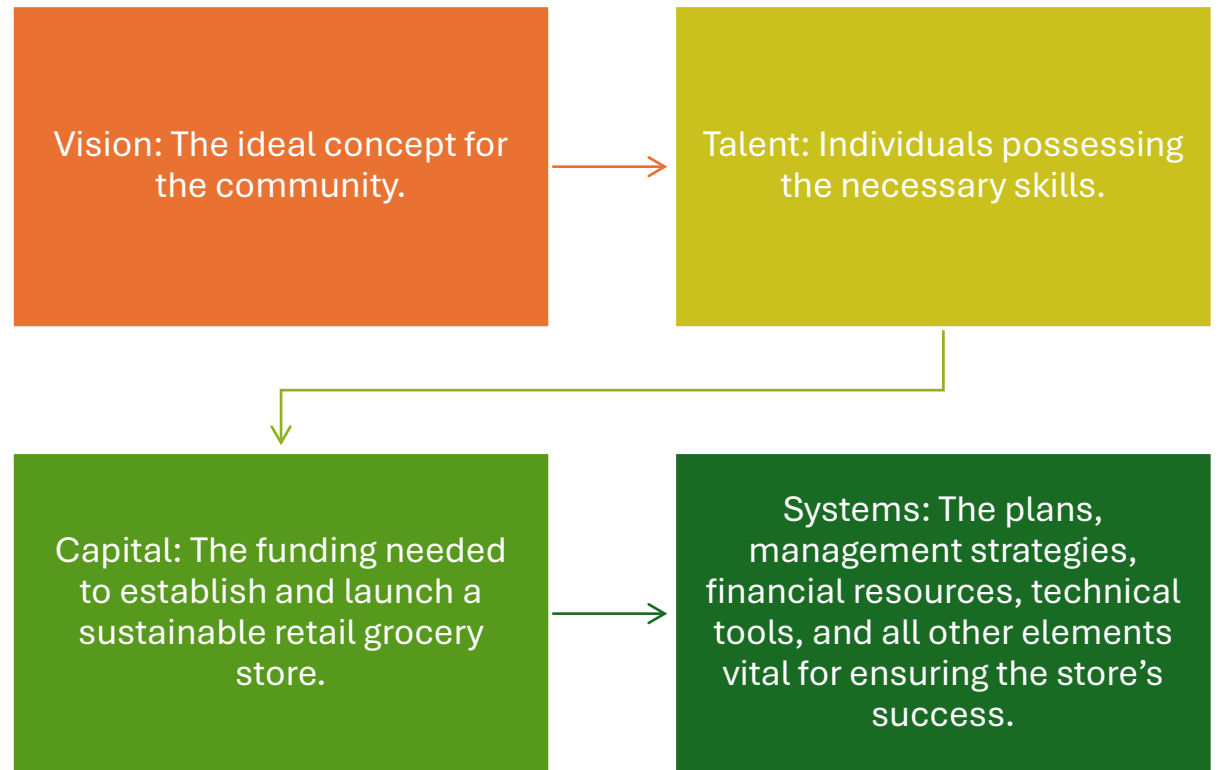 Vision: The ideal concept for
the community.
Talent: Individuals possessing
the necessary skills.
Capital: The funding needed
to establish and launch a
sustainable retail grocery
store.
Systems: The plans,
management strategies,
financial resources, technical
tools, and all other elements
vital for ensuring the store’s
success.